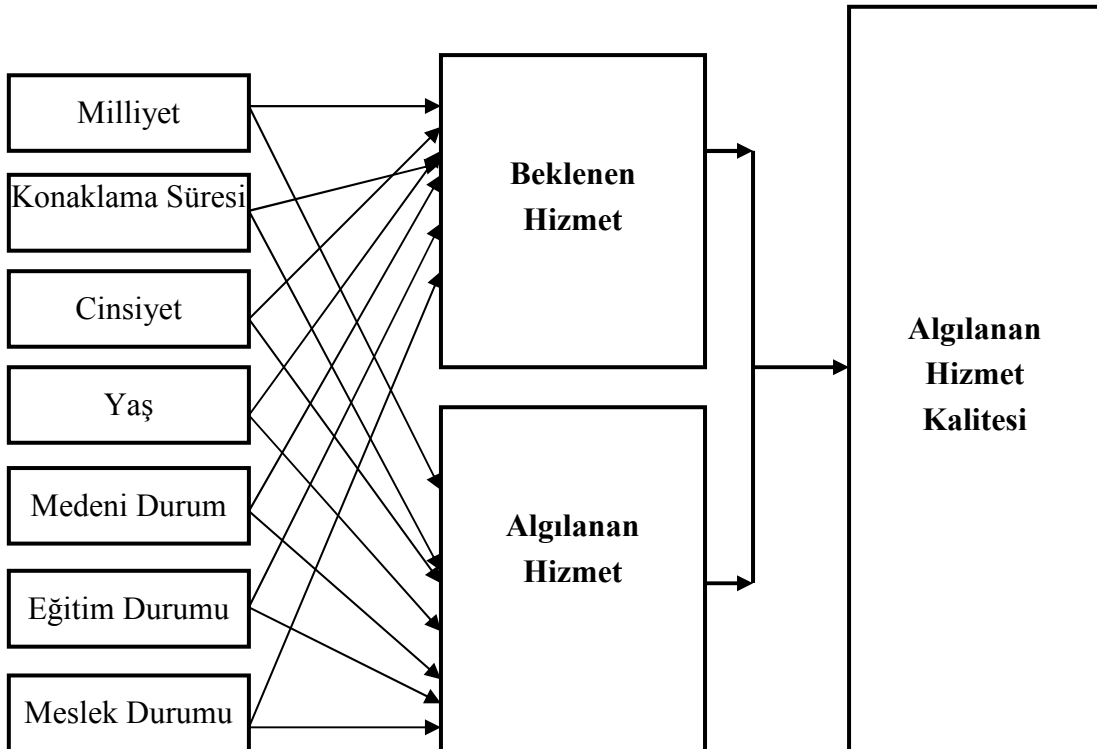 Milliyet
Konaklama Süresi
Cinsiyet
Yaş
Medeni Durum
Eğitim Durumu
Meslek Durumu
Beklenen
Hizmet
Algılanan
Hizmet
Algılanan
Hizmet
Kalitesi